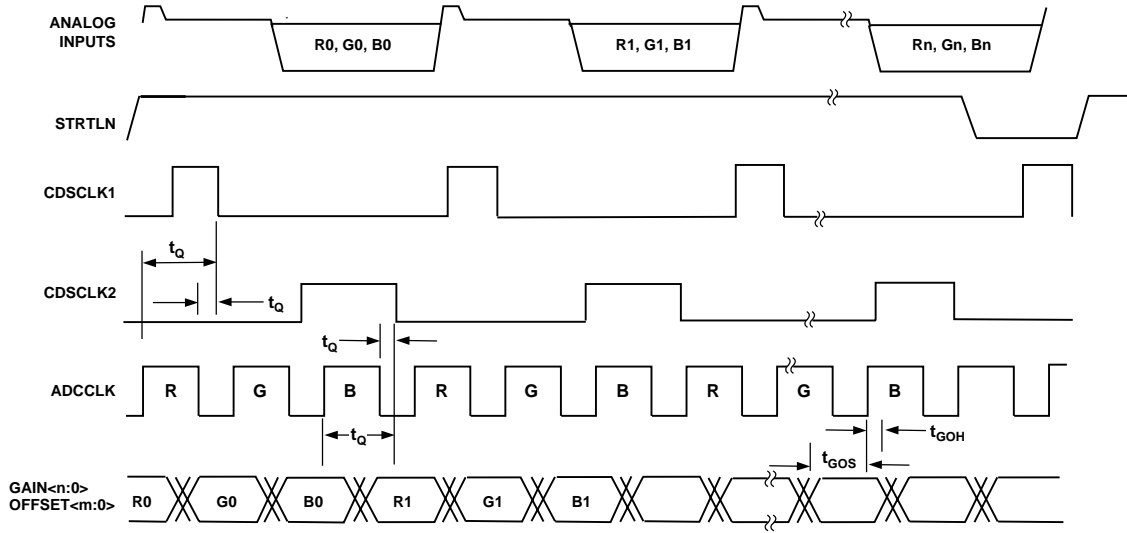 ANALOG
INPUTS
R0, G0, B0
R1, G1, B1
Rn, Gn, Bn
STRTLN
CDSCLK1
tQ
CDSCLK2
tQ
tQ
ADCCLK
R G B R G B R G B
tQ
tGOH
tGOS
GAIN<n:0>
OFFSET<m:0>
R0 G0 B0 R1 G1 B1